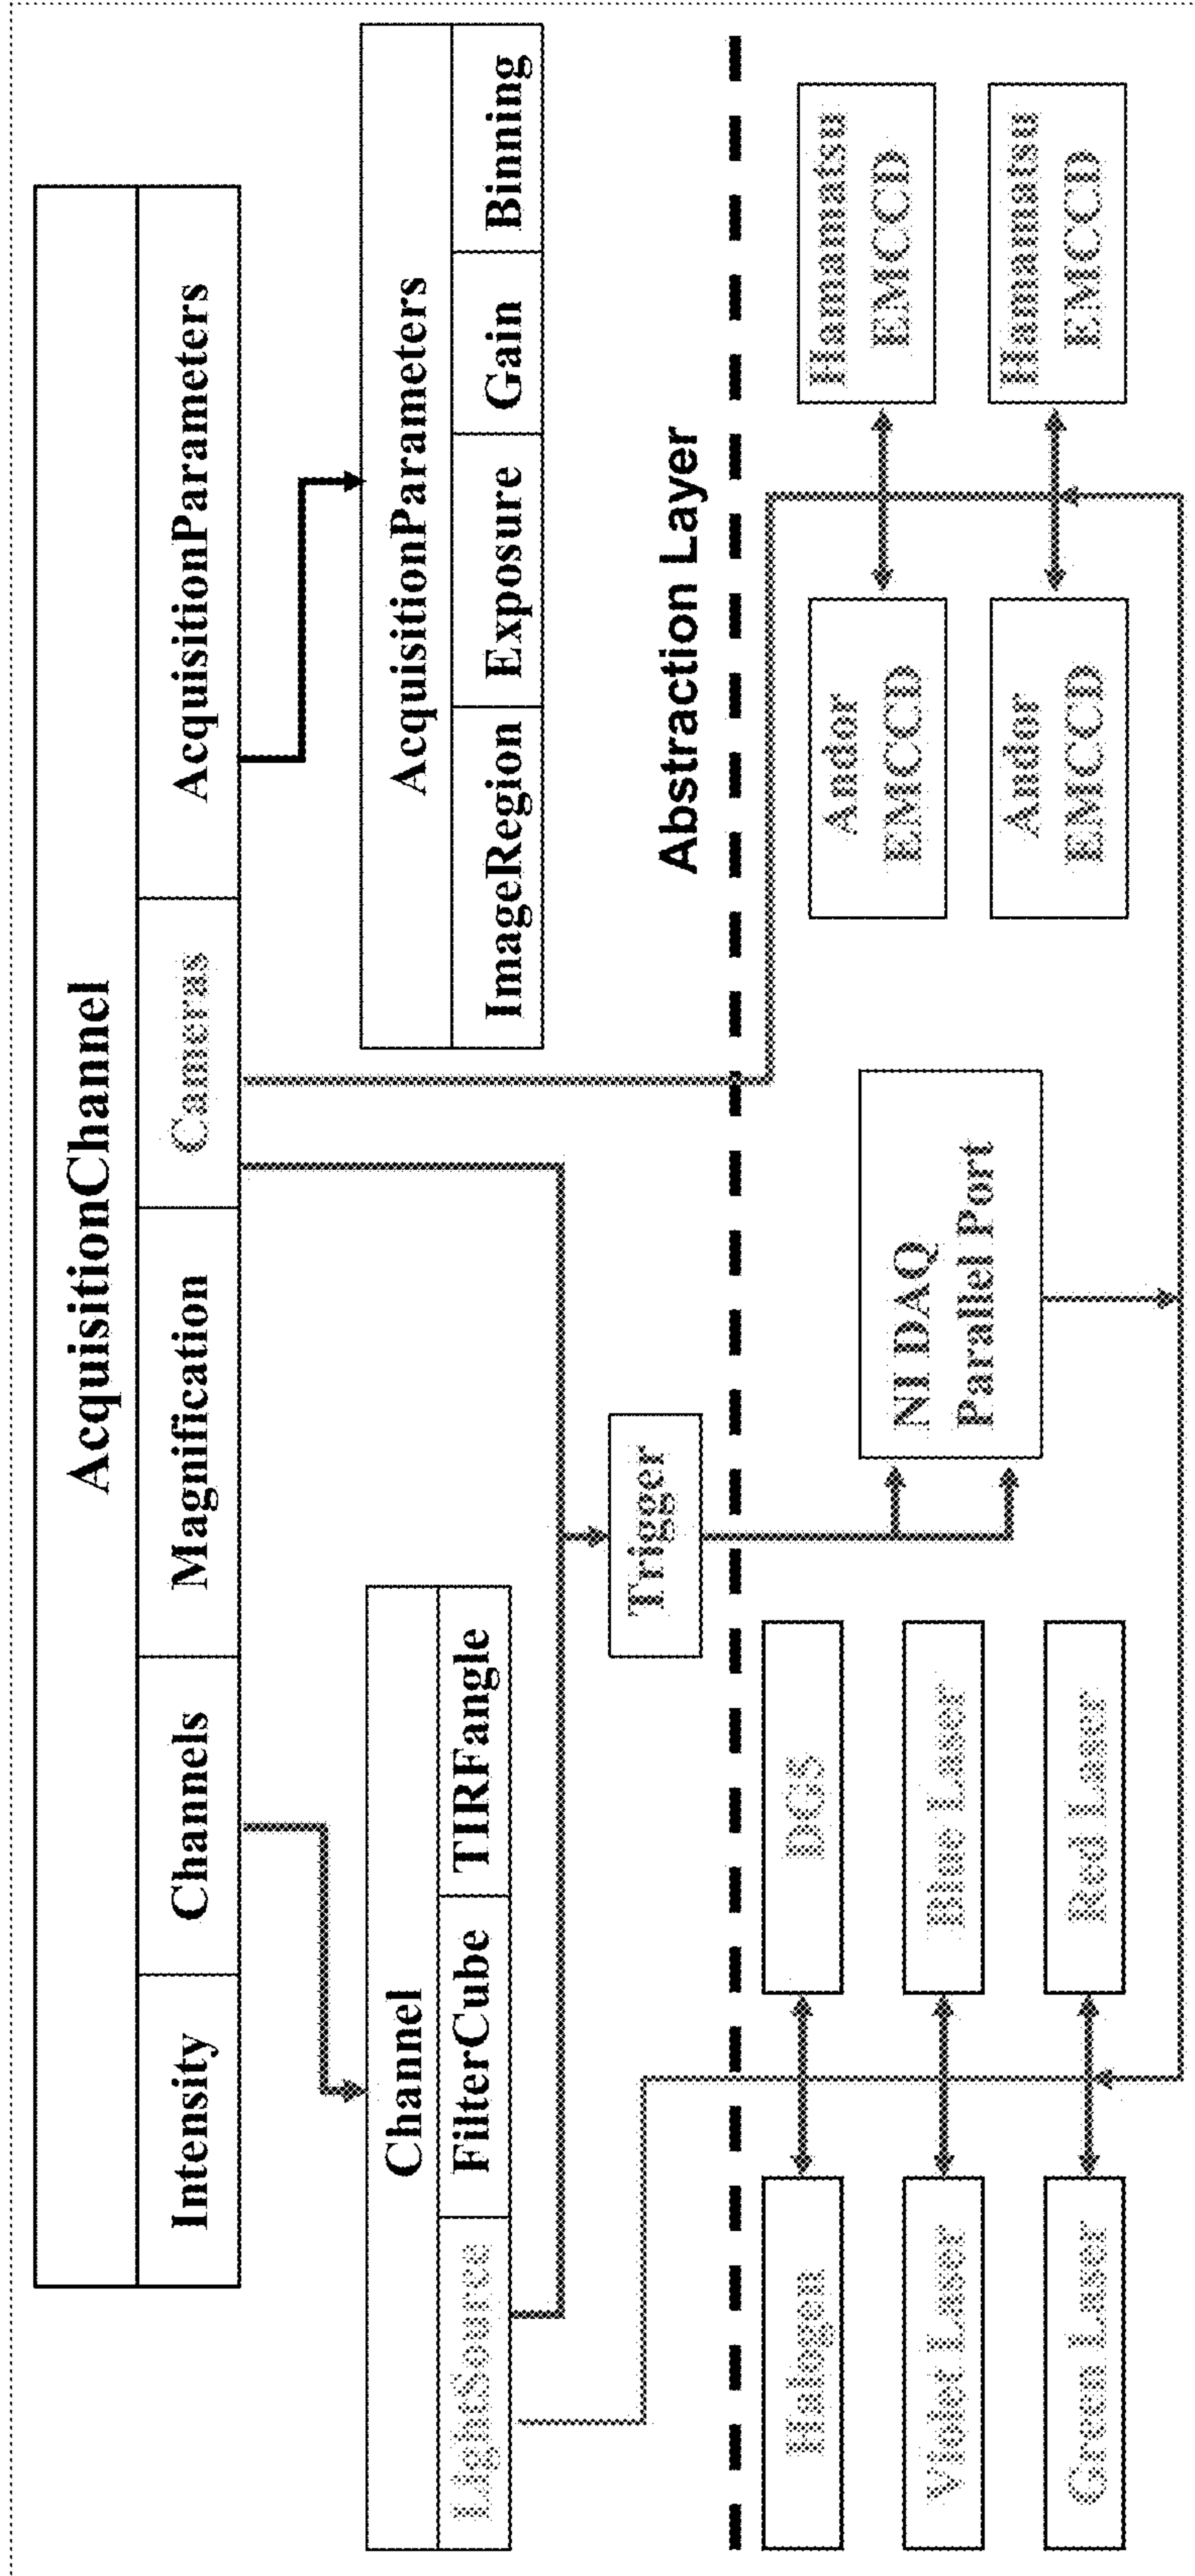 AcquisitionChannel
Intensity
Channels
Magnification
Cameras
AcquisitionParameters
Channel
LightSource
FilterCube
TIRFangle
AcquisitionParameters
ImageRegion
Exposure
Gain
Binning
Trigger
Abstraction Layer
Halogen
DGS
Violet Laser
Blue Laser
Green Laser
Red Laser
NI DAQ
Parallel Port
Andor
EMCCD
Hamamatsu
EMCCD
Andor
EMCCD
Hamamatsu
EMCCD